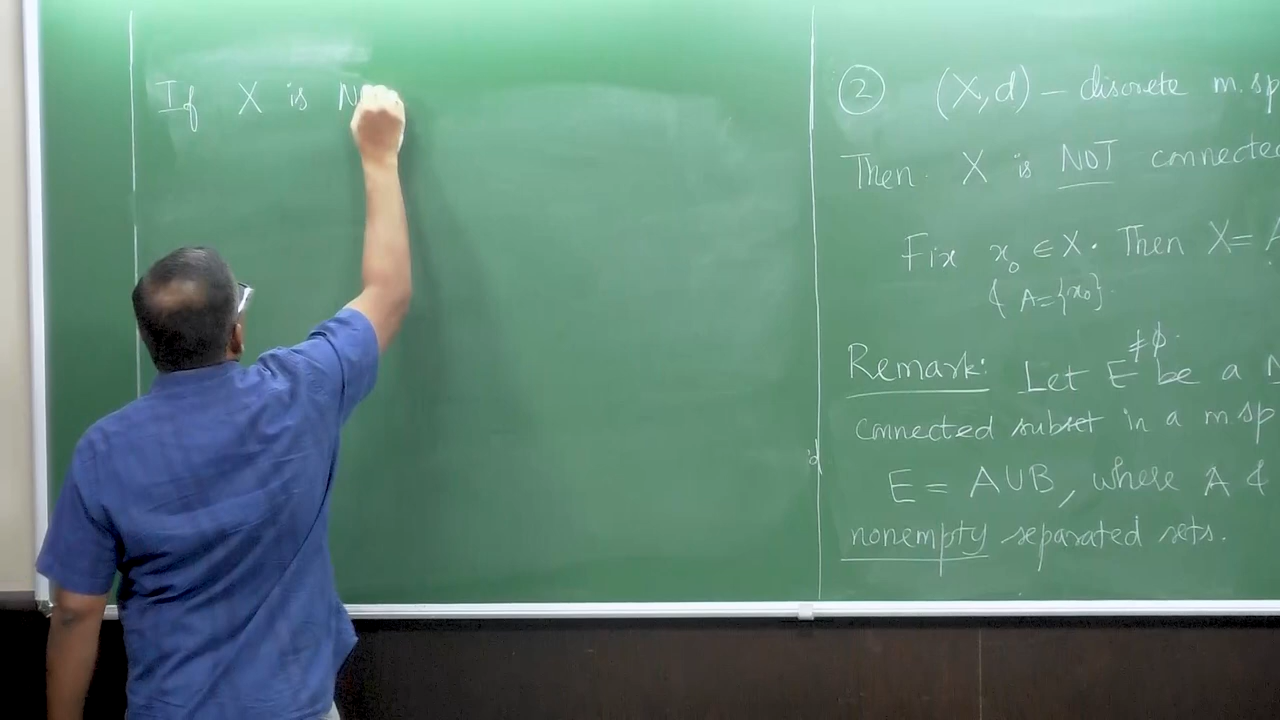 If X is N
② (X,d) – discrete m. sp
Then X is NOT connected
Fix x₀ ∈ X. Then X = A
& A = {x₀}.
≠ φ.
Remark: Let E be a N
connected subset in a m. sp
E = A ∪ B, where A &
nonempty separated sets.